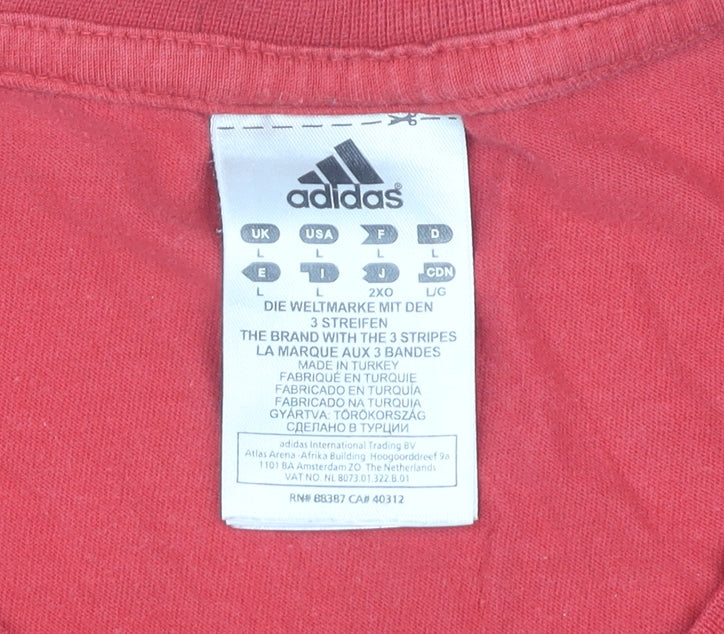 adidas®
UK USA F D
L L L L
E I J CDN
L L 2XO L/G
DIE WELTMARKE MIT DEN
3 STREIFEN
THE BRAND WITH THE 3 STRIPES
LA MARQUE AUX 3 BANDES
MADE IN TURKEY
FABRIQUÉ EN TURQUIE
FABRICADO EN TURQUÍA
FABRICADO NA TURQUIA
GYÁRTVA: TÖRÖKORSZÁG
СДЕЛАНО В ТУРЦИИ
adidas International Trading BV
Atlas Arena -Afrika Building Hoogoorddreef 9a
1101 BA Amsterdam ZO The Netherlands
VAT NO. NL 8073.01.322.B.01
RN# 88387 CA# 40312